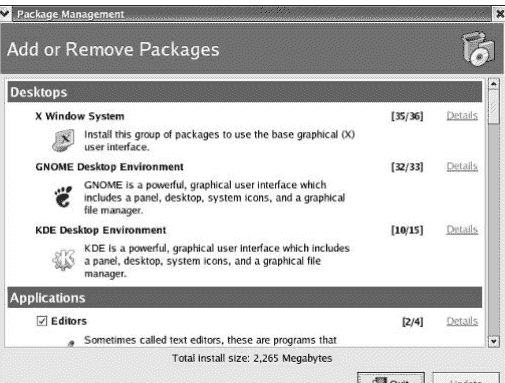 Package Management
Add or Remove Packages
Desktops
X Window System [35/36] Details
Install this group of packages to use the base graphical (X)
user interface.
GNOME Desktop Environment [32/33] Details
GNOME is a powerful, graphical user interface which
includes a panel, desktop, system icons, and a graphical
file manager.
KDE Desktop Environment [10/15] Details
KDE is a powerful, graphical user interface which includes
a panel, desktop, system icons, and a graphical file
manager.
Applications
Editors [2/4] Details
Sometimes called text editors, these are programs that
Total install size: 2,265 Megabytes
Quit Update